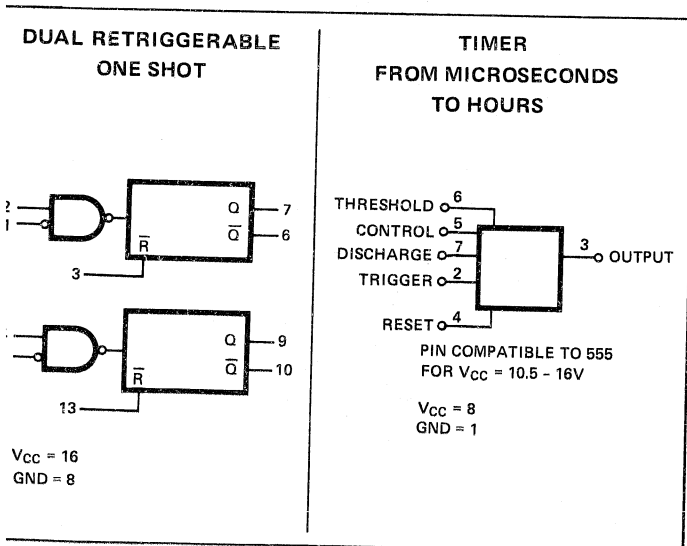 DUAL RETRIGGERABLE
ONE SHOT
2
1
Q
7
Q̅
6
R̅
3
Q
9
Q̅
10
R̅
13
VCC = 16
GND = 8
TIMER
FROM MICROSECONDS
TO HOURS
THRESHOLD 6
CONTROL 5
DISCHARGE 7
TRIGGER 2
3 OUTPUT
RESET 4
PIN COMPATIBLE TO 555
FOR VCC = 10.5 - 16V
VCC = 8
GND = 1